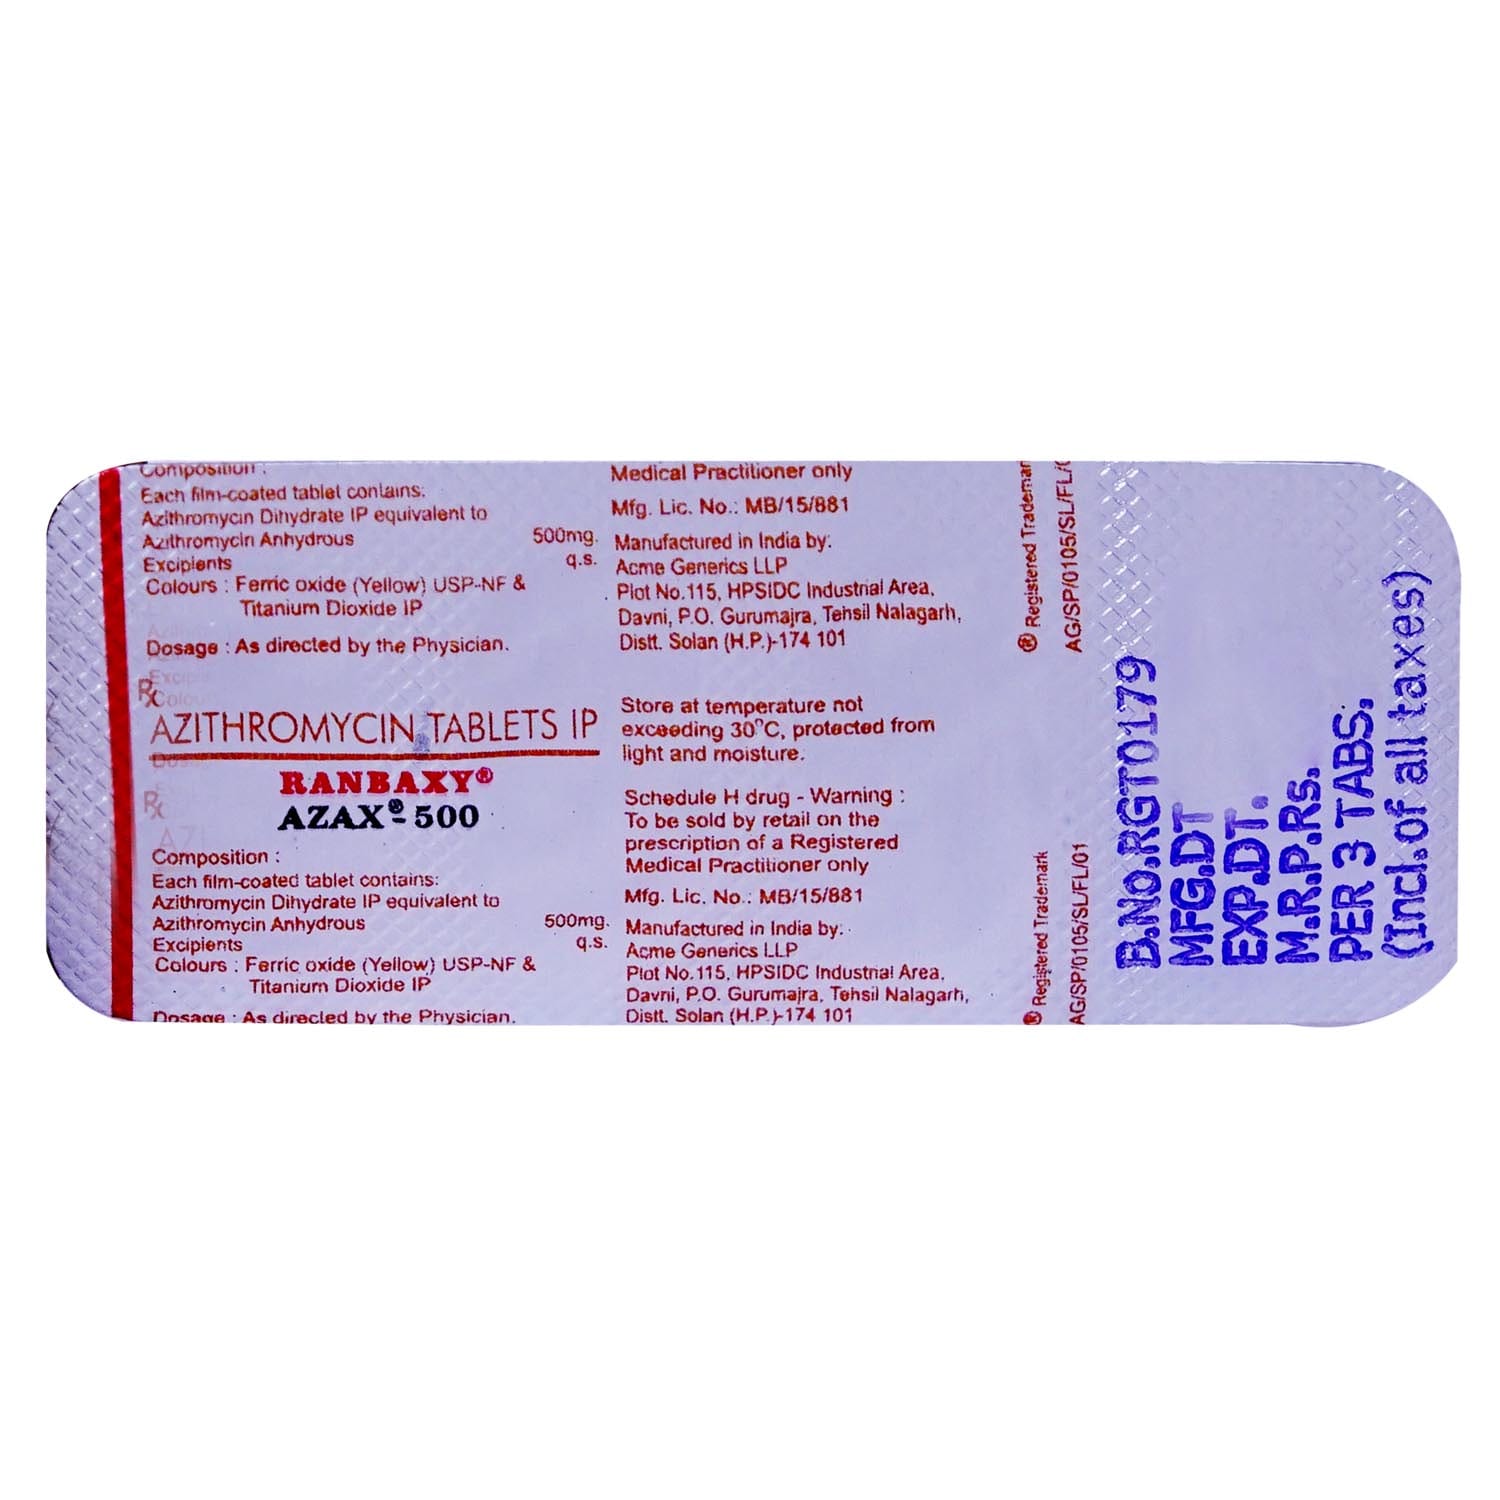 Composition :
Each film-coated tablet contains:
Azithromycin Dihydrate IP equivalent to
Azithromycin Anhydrous 500mg.
Excipients q.s.
Colours : Ferric oxide (Yellow) USP-NF &
Titanium Dioxide IP
Dosage : As directed by the Physician.
Rx
AZITHROMYCIN TABLETS IP
RANBAXY®
AZAX®-500
Composition :
Each film-coated tablet contains:
Azithromycin Dihydrate IP equivalent to
Azithromycin Anhydrous 500mg.
Excipients q.s.
Colours : Ferric oxide (Yellow) USP-NF &
Titanium Dioxide IP
Dosage : As directed by the Physician.
Medical Practitioner only
Mfg. Lic. No.: MB/15/881
Manufactured in India by:
Acme Generics LLP
Plot No.115, HPSIDC Industrial Area,
Davni, P.O. Gurumajra, Tehsil Nalagarh,
Distt. Solan (H.P.)-174 101
Store at temperature not
exceeding 30°C, protected from
light and moisture.
Schedule H drug - Warning :
To be sold by retail on the
prescription of a Registered
Medical Practitioner only
Mfg. Lic. No.: MB/15/881
Manufactured in India by:
Acme Generics LLP
Plot No.115, HPSIDC Industrial Area,
Davni, P.O. Gurumajra, Tehsil Nalagarh,
Distt. Solan (H.P.)-174 101
® Registered Trademar
AG/SP/0105/SL/FL/
® Registered Trademark
AG/SP/0105/SL/FL/01
B.No.RGT0179
MFG.DT
EXP.DT.
M.R.P.Rs.
PER 3 TABS.
(Incl.of all taxes)